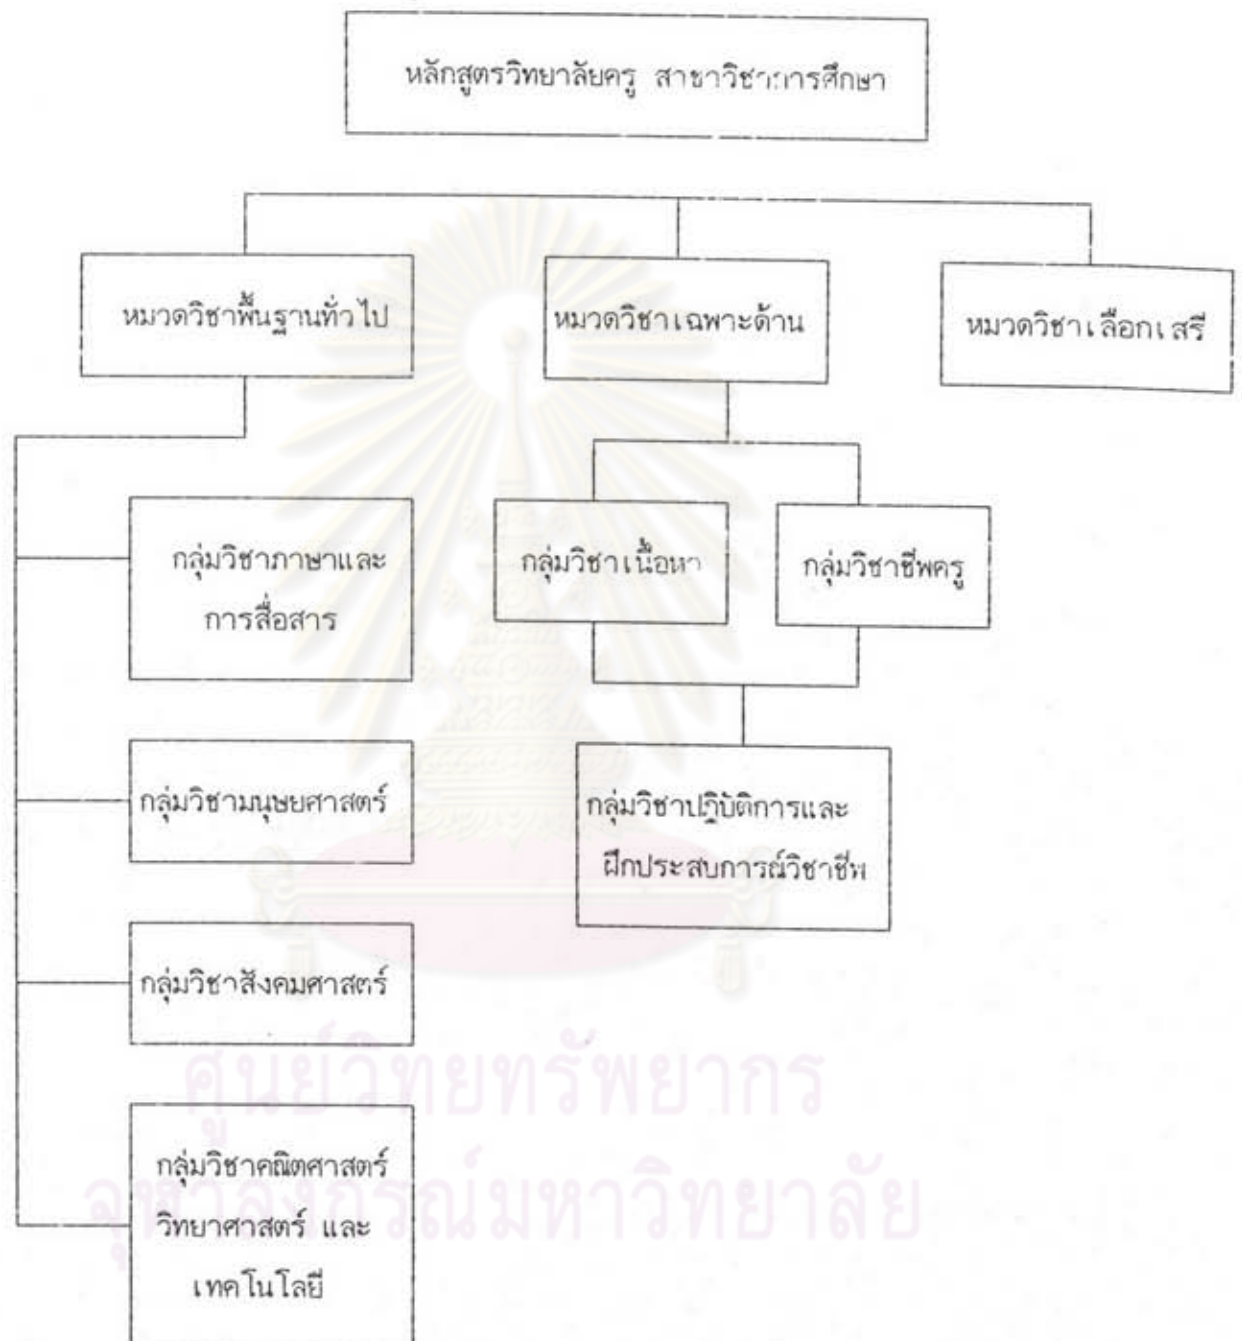 หลักสูตรวิทยาลัยครู สาขาวิชาการศึกษา
หมวดวิชาพื้นฐานทั่วไป
หมวดวิชาเฉพาะด้าน
หมวดวิชาเลือกเสรี
กลุ่มวิชาภาษาและ
การสื่อสาร
กลุ่มวิชาเนื้อหา
กลุ่มวิชาชีพครู
กลุ่มวิชามนุษยศาสตร์
กลุ่มวิชาปฏิบัติการและ
ฝึกประสบการณ์วิชาชีพ
กลุ่มวิชาสังคมศาสตร์
กลุ่มวิชาคณิตศาสตร์
วิทยาศาสตร์ และ
เทคโนโลยี
ศูนย์วิทยทรัพยากร
จุฬาลงกรณ์มหาวิทยาลัย